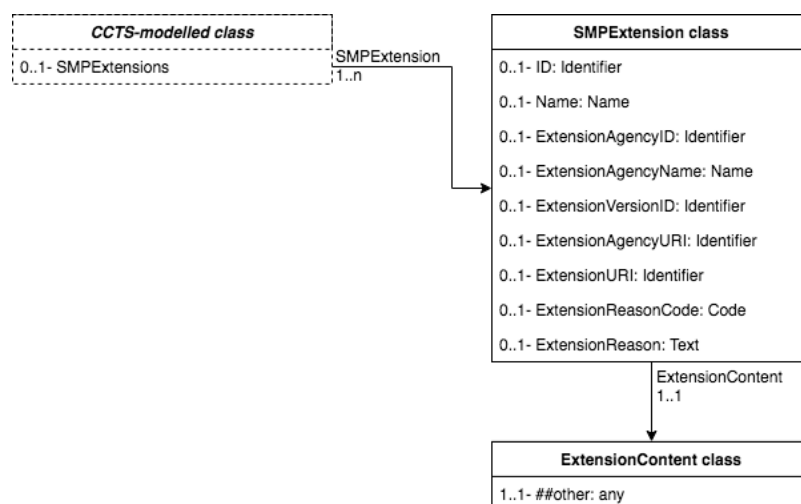 CCTS-modelled class
0..1- SMPExtensions
SMPExtension
1..n
SMPExtension class
0..1- ID: Identifier
0..1- Name: Name
0..1- ExtensionAgencyID: Identifier
0..1- ExtensionAgencyName: Name
0..1- ExtensionVersionID: Identifier
0..1- ExtensionAgencyURI: Identifier
0..1- ExtensionURI: Identifier
0..1- ExtensionReasonCode: Code
0..1- ExtensionReason: Text
ExtensionContent
1..1
ExtensionContent class
1..1- ##other: any